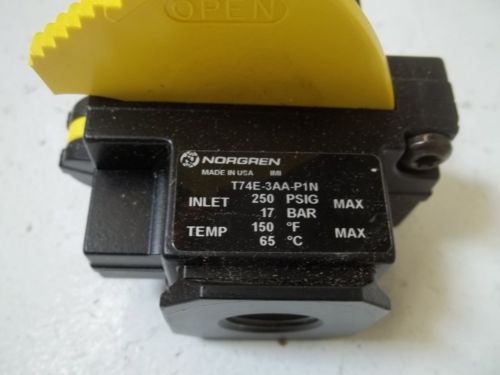 OPEN
NORGREN
MADE IN USA IMI
T74E-3AA-P1N
INLET 250 PSIG MAX
17 BAR
TEMP 150 °F MAX
65 °C